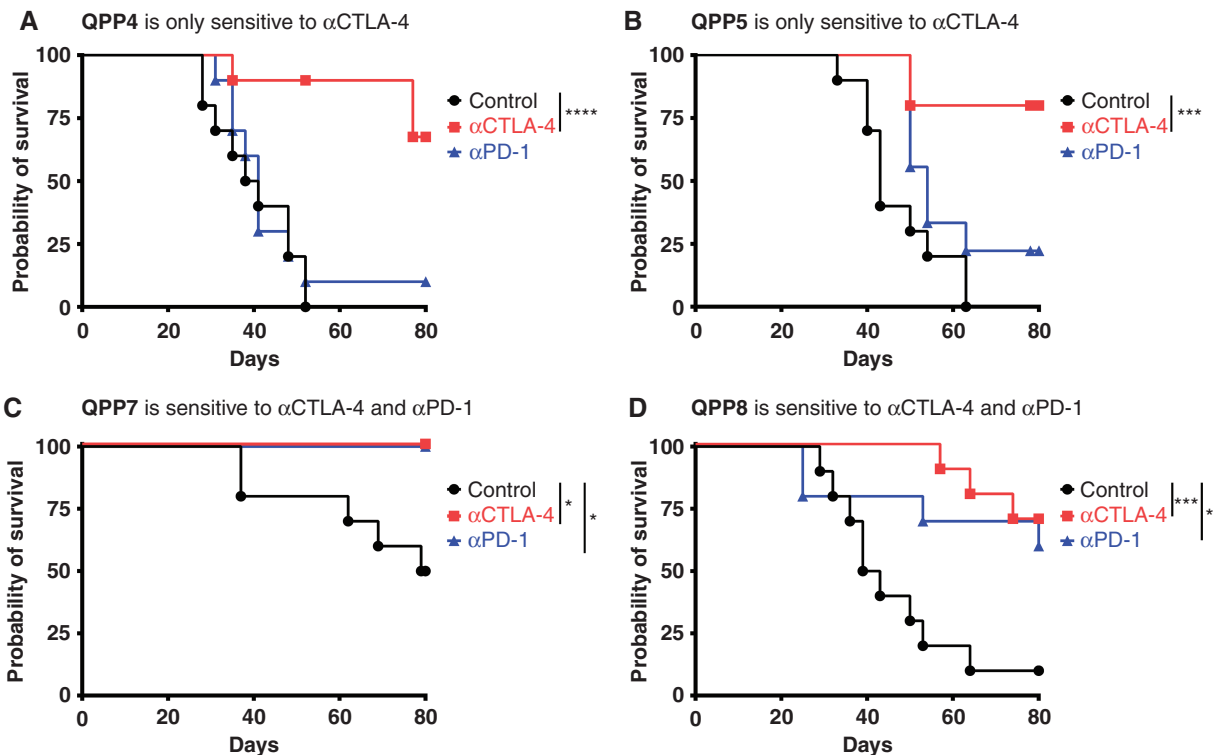 A
QPP4 is only sensitive to αCTLA-4
Probability of survival
100
75
50
25
0
0 20 40 60 80
Days
Control
αCTLA-4
αPD-1
****
B
QPP5 is only sensitive to αCTLA-4
Probability of survival
100
75
50
25
0
0 20 40 60 80
Days
Control
αCTLA-4
αPD-1
***
C
QPP7 is sensitive to αCTLA-4 and αPD-1
Probability of survival
100
75
50
25
0
0 20 40 60 80
Days
Control
αCTLA-4
αPD-1
*
*
D
QPP8 is sensitive to αCTLA-4 and αPD-1
Probability of survival
100
75
50
25
0
0 20 40 60 80
Days
Control
αCTLA-4
αPD-1
***
*